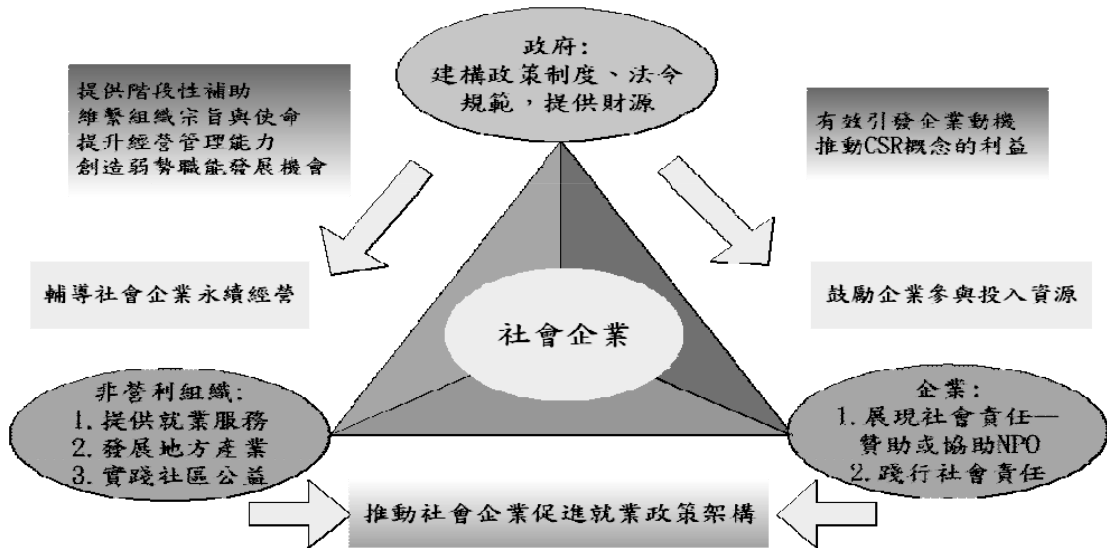 政府:
建構政策制度、法令
規範，提供財源
提供階段性補助
維繫組織宗旨與使命
提升經營管理能力
創造弱勢職能發展機會
有效引發企業動機
推動CSR概念的利益
輔導社會企業永續經營
鼓勵企業參與投入資源
社會企業
非營利組織:
1.提供就業服務
2.發展地方產業
3.實踐社區公益
企業:
1.展現社會責任—
贊助或協助NPO
2.踐行社會責任
推動社會企業促進就業政策架構